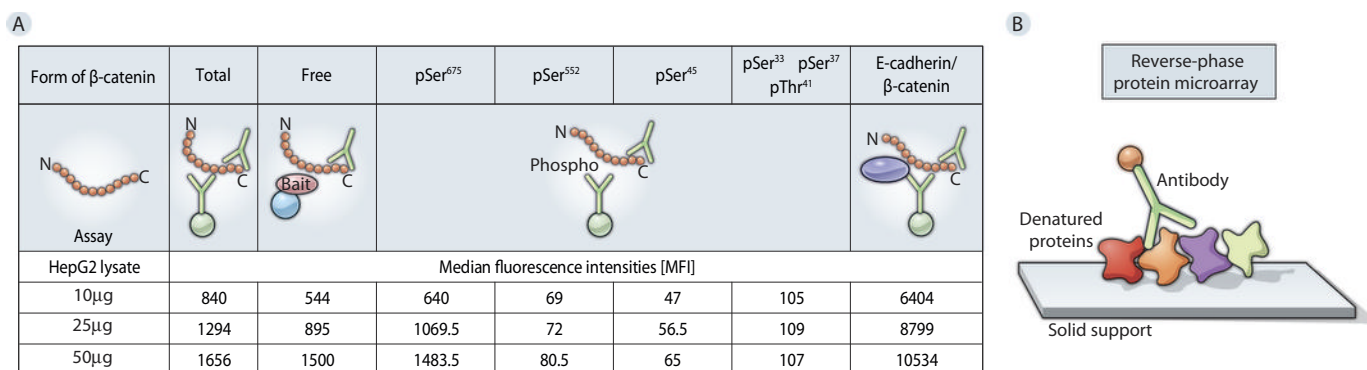 A
Form of β-catenin Total Free pSer⁶⁷⁵ pSer⁵⁵² pSer⁴⁵ pSer³³ pSer³⁷ pThr⁴¹ E-cadherin/ β-catenin
N C Assay
N C
N Bait C
N Phospho C
N C
HepG2 lysate Median fluorescence intensities [MFI]
10μg 840 544 640 69 47 105 6404
25μg 1294 895 1069.5 72 56.5 109 8799
50μg 1656 1500 1483.5 80.5 65 107 10534
B
Reverse-phase
protein microarray
Antibody
Denatured
proteins
Solid support